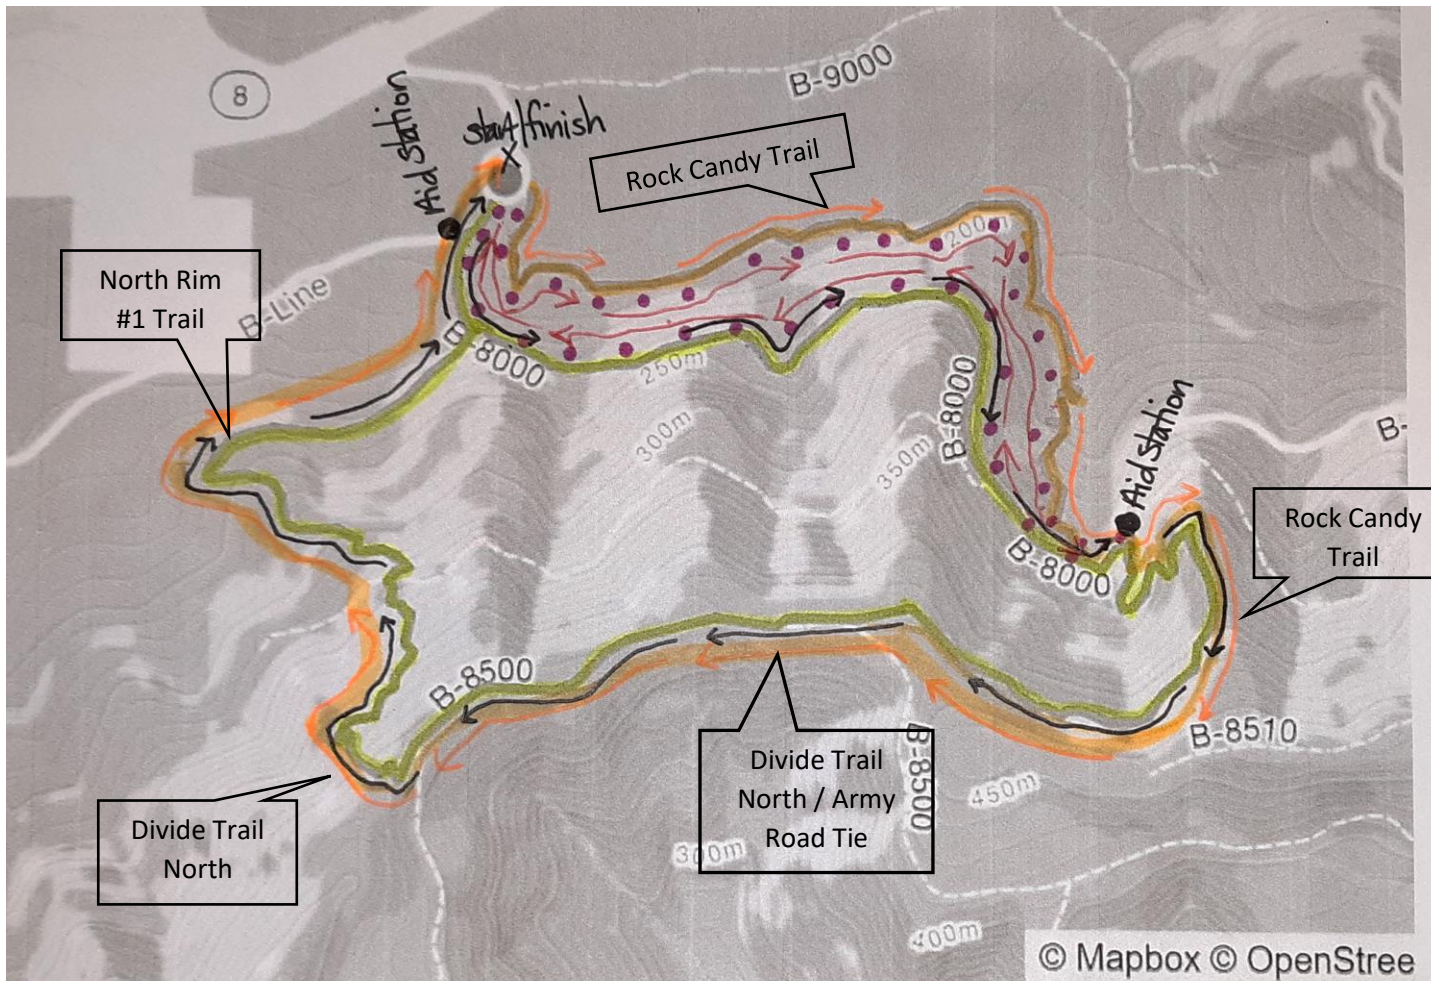 8
B-9000
Aid station
start/finish
X
Rock Candy Trail
200m
North Rim
#1 Trail
B-Line
B-8000
250m
300m
350m
B-8000
Aid station
B-
Rock Candy
Trail
B-8000
B-8500
B-8510
B-8500
Divide Trail
North / Army
Road Tie
450m
Divide Trail
North
300m
400m
© Mapbox © OpenStree